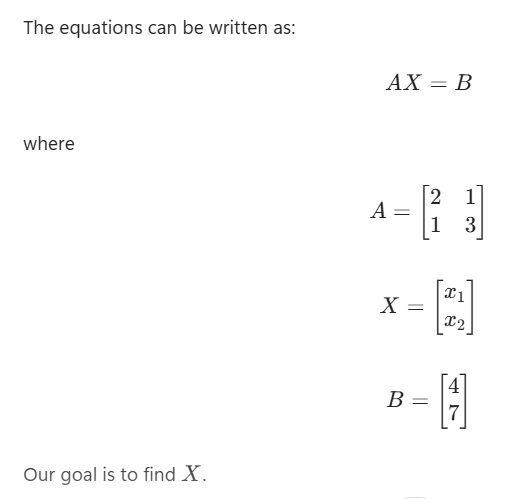 The equations can be written as:
AX = B
where
A = [2 1
1 3]
X = [x₁
x₂]
B = [4
7]
Our goal is to find X.